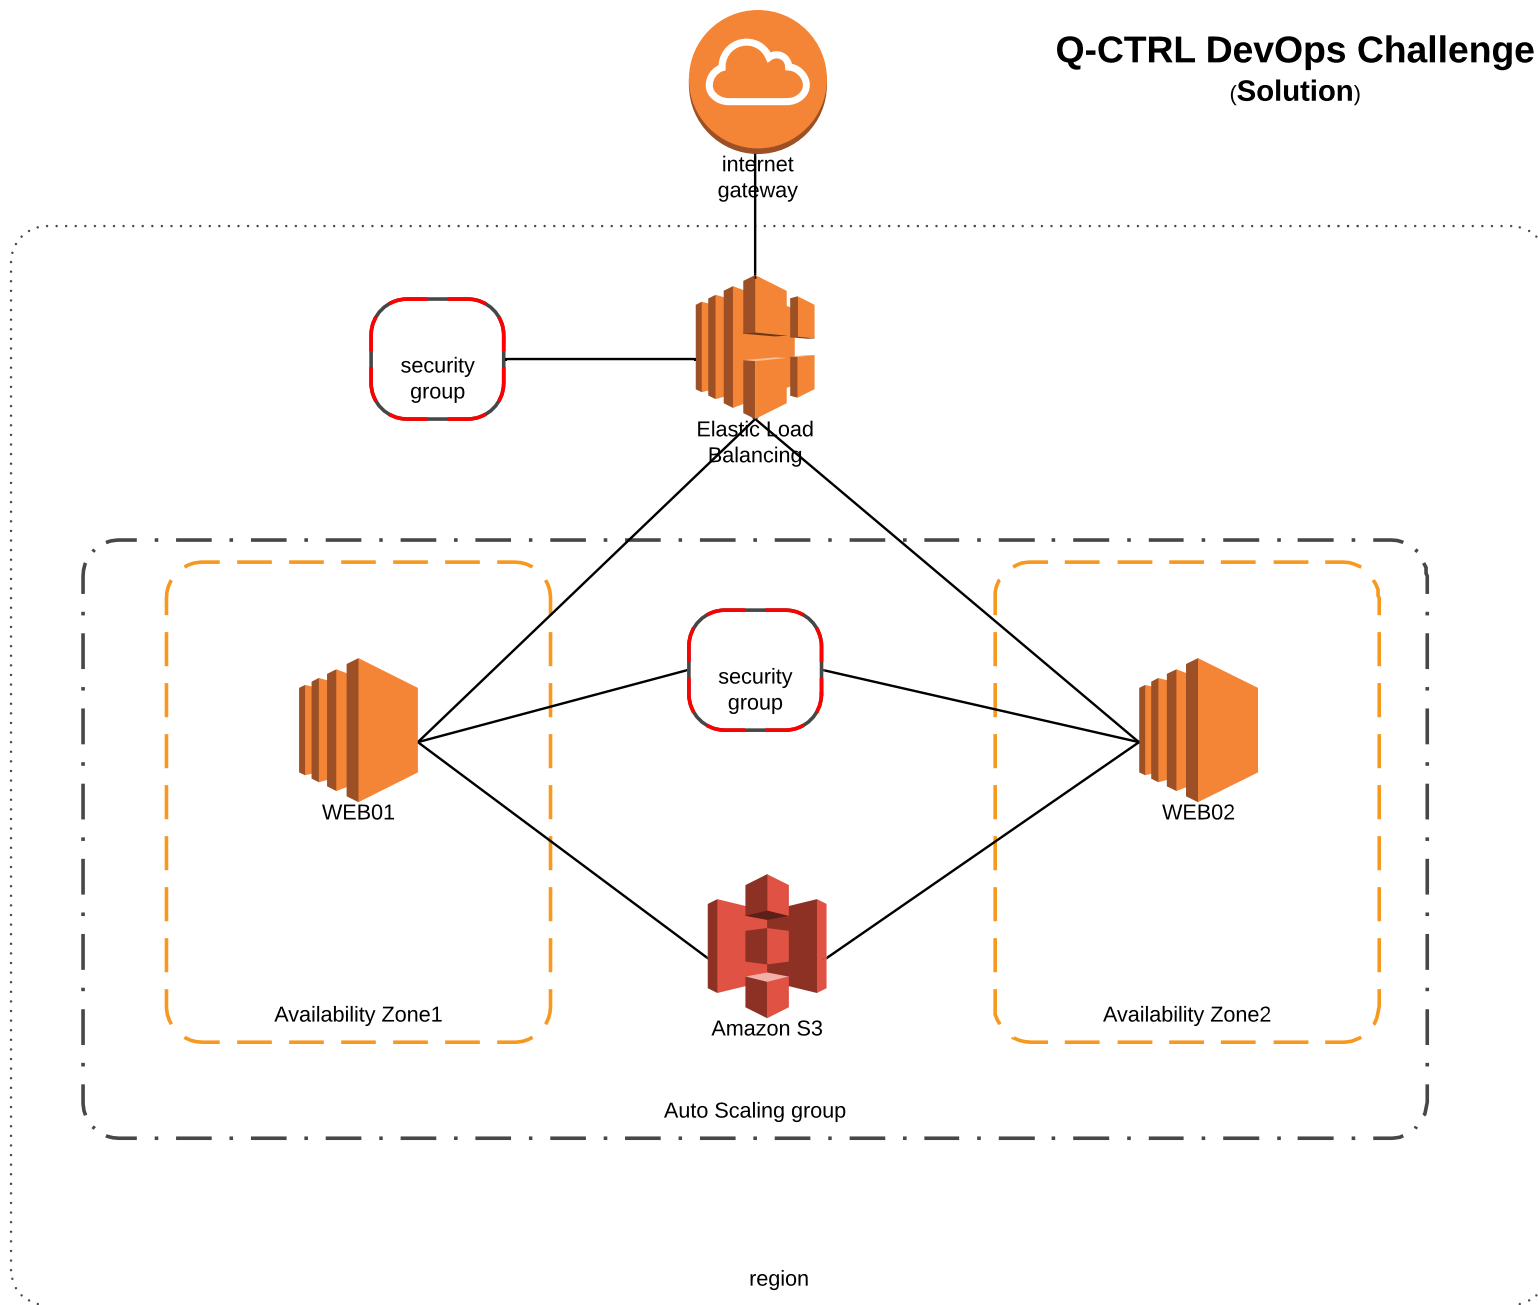 Q-CTRL DevOps Challenge
(Solution)
internet
gateway
security
group
Elastic Load
Balancing
security
group
WEB01
WEB02
Availability Zone1
Amazon S3
Availability Zone2
Auto Scaling group
region